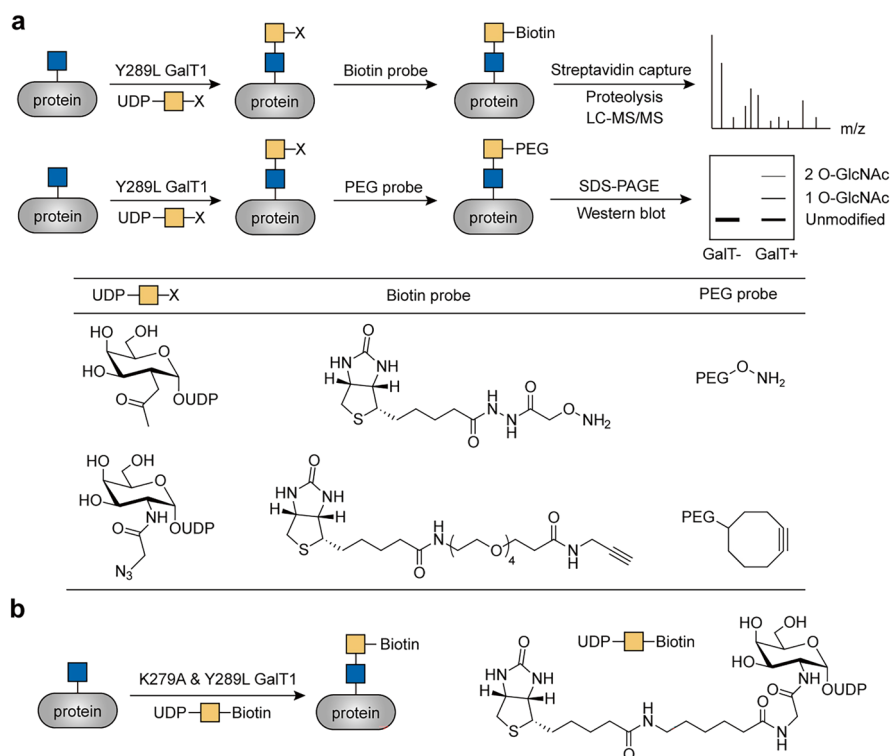 a
X
Biotin
Y289L GalT1
Biotin probe
Streptavidin capture
protein
UDP X
protein
protein
Proteolysis
LC-MS/MS
m/z
X
PEG
Y289L GalT1
PEG probe
SDS-PAGE
2 O-GlcNAc
1 O-GlcNAc
protein
UDP X
protein
protein
Western blot
Unmodified
GalT- GalT+
UDP X Biotin probe PEG probe
HO OH
O
HO
OUDP
O
O
HN NH
H H
S
O
H
N
N
H
O
O
NH2
PEG O NH2
HO OH
O
HO
NH
OUDP
O
N3
O
HN NH
H H
S
O
H
N
O
4
O
N
H
PEG
b
Biotin
K279A & Y289L GalT1
protein
UDP Biotin
protein
UDP Biotin
HO OH
O
HO
NH
OUDP
O
O
HN NH
H H
S
O
H
N
O
N
H